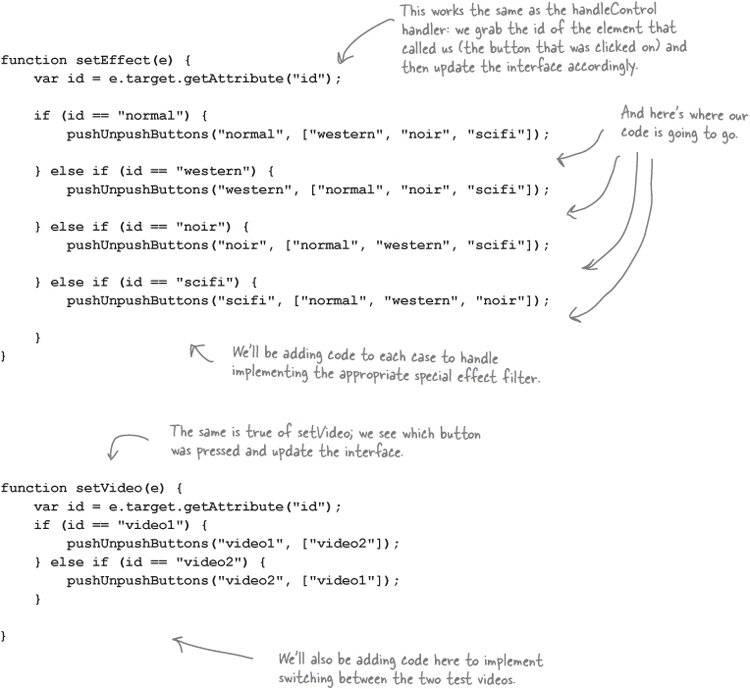 This works the same as the handleControl
handler: we grab the id of the element that
called us (the button that was clicked on) and
then update the interface accordingly.
function setEffect(e) {
    var id = e.target.getAttribute("id");
    if (id == "normal") {
        pushUnpushButtons("normal", ["western", "noir", "scifi"]);
And here's where our
code is going to go.
    } else if (id == "western") {
        pushUnpushButtons("western", ["normal", "noir", "scifi"]);
    } else if (id == "noir") {
        pushUnpushButtons("noir", ["normal", "western", "scifi"]);
    } else if (id == "scifi") {
        pushUnpushButtons("scifi", ["normal", "western", "noir"]);
    }
}
We'll be adding code to each case to handle
implementing the appropriate special effect filter.
The same is true of setVideo; we see which button
was pressed and update the interface.
function setVideo(e) {
    var id = e.target.getAttribute("id");
    if (id == "video1") {
        pushUnpushButtons("video1", ["video2"]);
    } else if (id == "video2") {
        pushUnpushButtons("video2", ["video1"]);
    }
}
We'll also be adding code here to implement
switching between the two test videos.